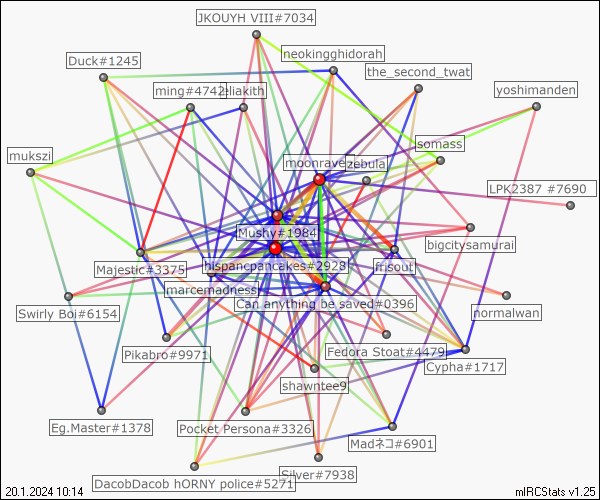 JKOUYH VIII#7034
neokingghidorah
Duck#1245
the_second_twat
ming#4742
eliakith
yoshimanden
somass
mukszi
moonrave
zebula
LPK2387 #7690
Mushy#1984
bigcitysamurai
Majestic#3375
hispancpancakes#2928
frisout
marcemadness
Can anything be saved#0396
normalwan
Swirly Boi#6154
Pikabro#9971
Fedora Stoat#4479
Cypha#1717
shawntee9
Eg.Master#1378
Pocket Persona#3326
Madネコ#6901
Silver#7938
DacobDacob hORNY police#5271
20.1.2024 10:14
mIRCStats v1.25